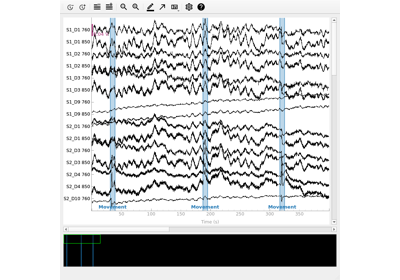 S1_D1 760
S1_D1 850
S1_D2 760
S1_D2 850
S1_D3 760
S1_D3 850
S1_D9 760
S1_D9 850
S2_D1 760
S2_D1 850
S2_D3 760
S2_D3 850
S2_D4 760
S2_D4 850
S2_D10 760
Movement Movement Movement
50 100 150 200 250 300 350
Time (s)